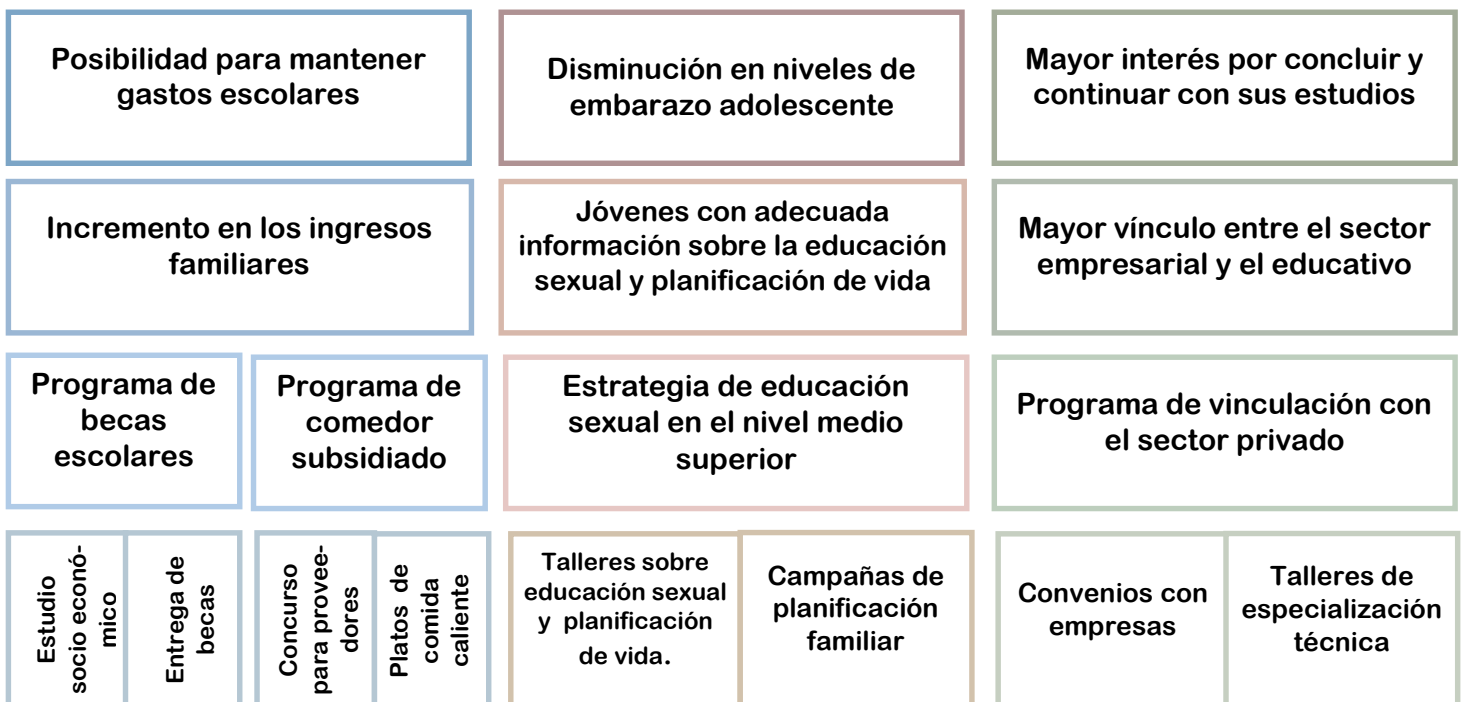 Posibilidad para mantener
gastos escolares
Disminución en niveles de
embarazo adolescente
Mayor interés por concluir y
continuar con sus estudios
Incremento en los ingresos
familiares
Jóvenes con adecuada
información sobre la educación
sexual y planificación de vida
Mayor vínculo entre el sector
empresarial y el educativo
Programa de
becas
escolares
Programa de
comedor
subsidiado
Estrategia de educación
sexual en el nivel medio
superior
Programa de vinculación con
el sector privado
Estudio
socio econó-
mico
Entrega de
becas
Concurso
para provee-
dores
Platos de
comida
caliente
Talleres sobre
educación sexual
y planificación
de vida.
Campañas de
planificación
familiar
Convenios con
empresas
Talleres de
especialización
técnica